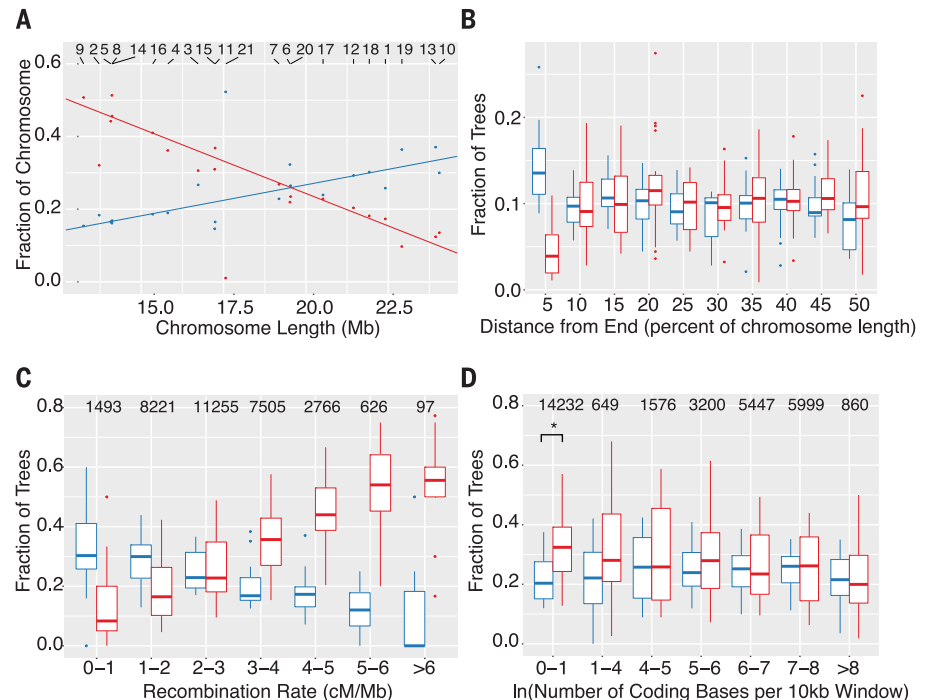 A
9 2 5 8 14 16 4 3 15 11 21 7 6 20 17 12 18 1 19 13 10
0.6
0.4
0.2
0.0
Fraction of Chromosome
15.0 17.5 20.0 22.5
Chromosome Length (Mb)
B
0.2
0.1
0.0
Fraction of Trees
5 10 15 20 25 30 35 40 45 50
Distance from End (percent of chromosome length)
C
1493 8221 11255 7505 2766 626 97
0.8
0.6
0.4
0.2
0.0
Fraction of Trees
0–1 1–2 2–3 3–4 4–5 5–6 >6
Recombination Rate (cM/Mb)
D
14232 649 1576 3200 5447 5999 860
*
0.8
0.6
0.4
0.2
0.0
Fraction of Trees
0–1 1–4 4–5 5–6 6–7 7–8 >8
ln(Number of Coding Bases per 10kb Window)